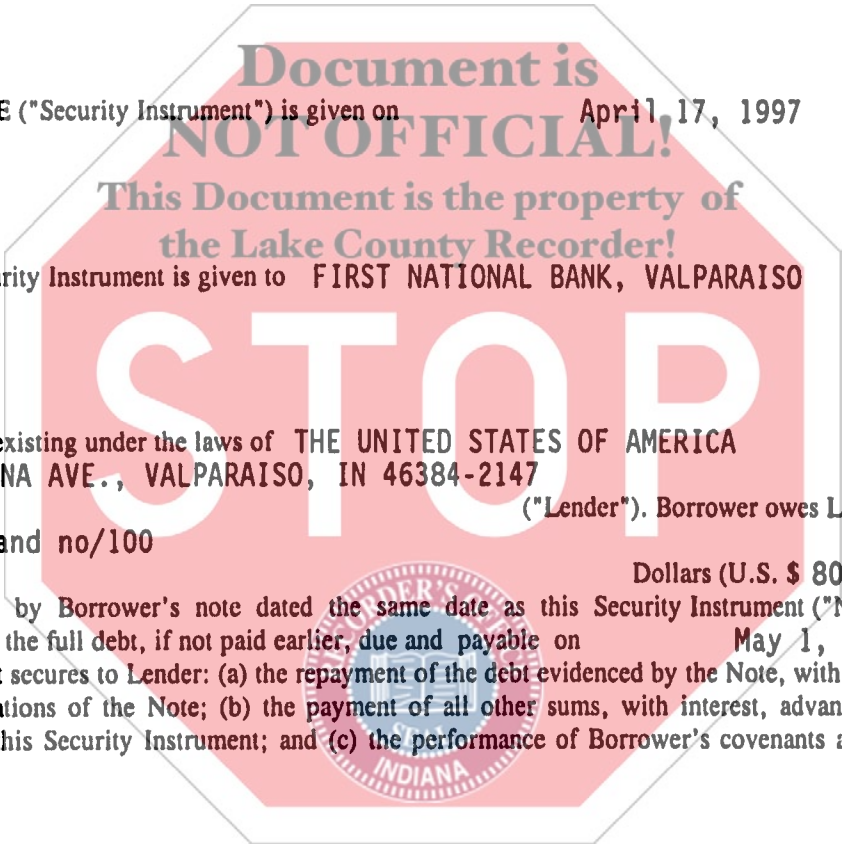 Document is
E ("Security Instrument") is given on April 17, 1997
NOT OFFICIAL!
This Document is the property of
the Lake County Recorder!
rity Instrument is given to FIRST NATIONAL BANK, VALPARAISO
STOP
existing under the laws of THE UNITED STATES OF AMERICA
NA AVE., VALPARAISO, IN 46384-2147
("Lender"). Borrower owes L
and no/100
Dollars (U.S. $ 80
by Borrower's note dated the same date as this Security Instrument ("N
the full debt, if not paid earlier, due and payable on May 1,
t secures to Lender: (a) the repayment of the debt evidenced by the Note, with
ations of the Note; (b) the payment of all other sums, with interest, advan
his Security Instrument; and (c) the performance of Borrower's covenants a
RECORDER'S OFFICE
SEAL
INDIANA